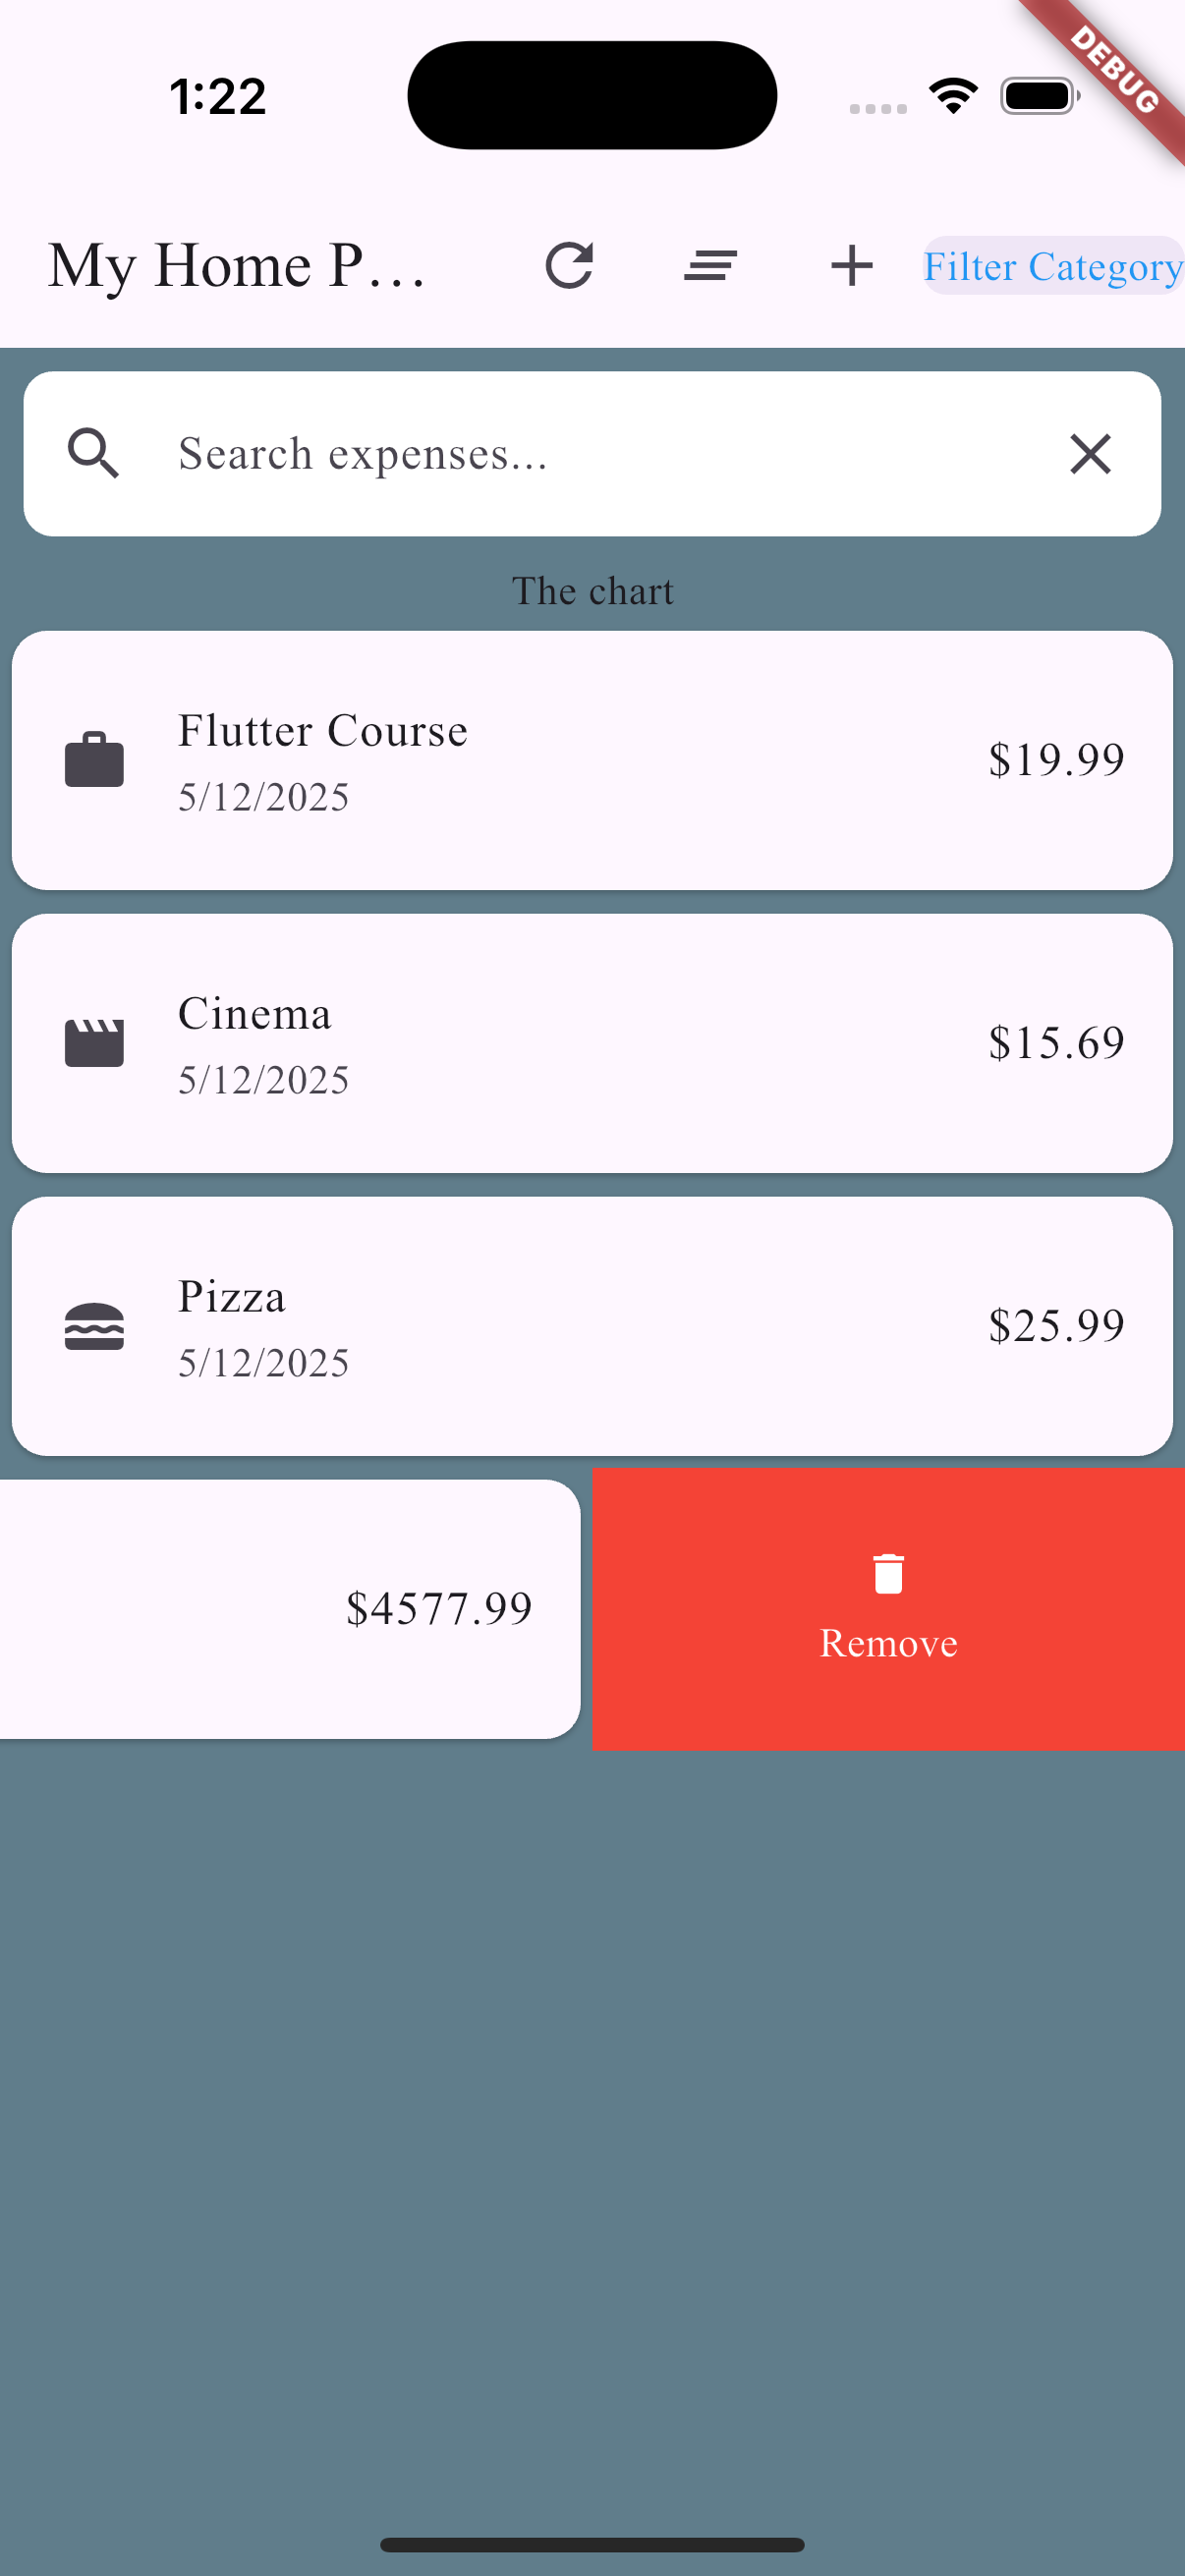 1:22
DEBUG
My Home P...
Filter Category
Search expenses...
The chart
Flutter Course
5/12/2025
$19.99
Cinema
5/12/2025
$15.69
Pizza
5/12/2025
$25.99
$4577.99
Remove